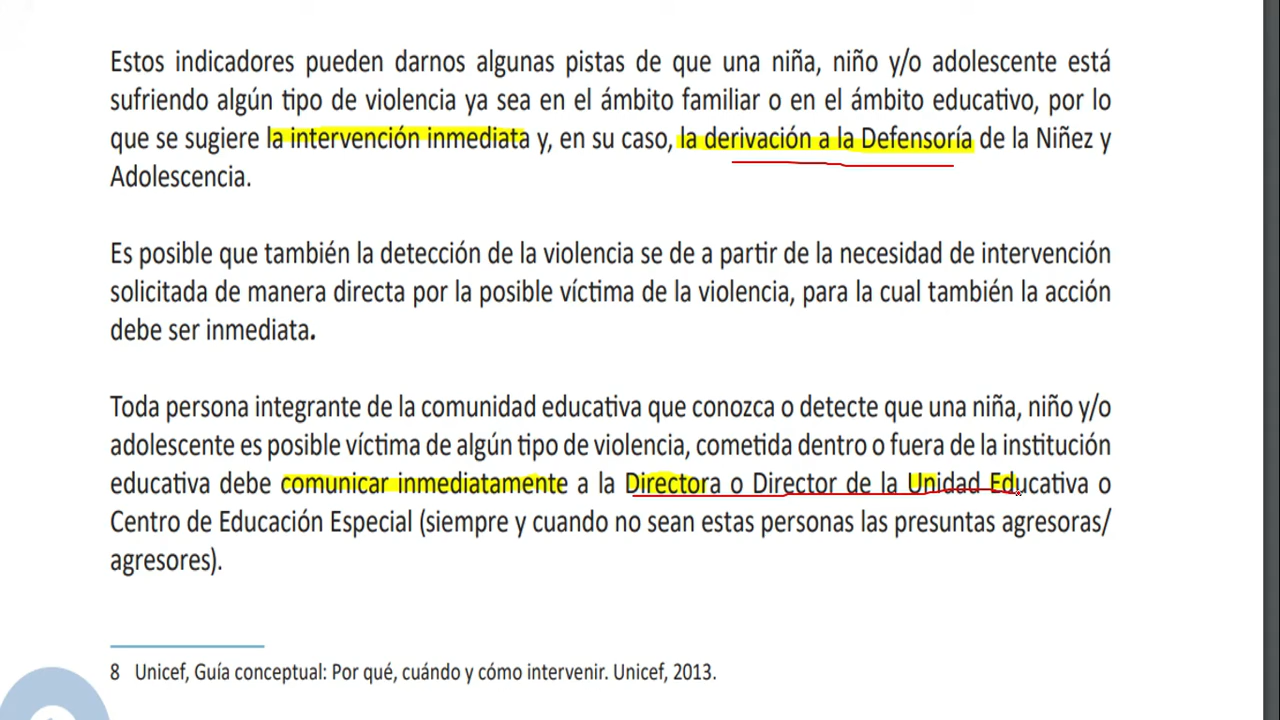 Estos indicadores pueden darnos algunas pistas de que una niña, niño y/o adolescente está
sufriendo algún tipo de violencia ya sea en el ámbito familiar o en el ámbito educativo, por lo
que se sugiere la intervención inmediata y, en su caso, la derivación a la Defensoría de la Niñez y
Adolescencia.
Es posible que también la detección de la violencia se de a partir de la necesidad de intervención
solicitada de manera directa por la posible víctima de la violencia, para la cual también la acción
debe ser inmediata.
Toda persona integrante de la comunidad educativa que conozca o detecte que una niña, niño y/o
adolescente es posible víctima de algún tipo de violencia, cometida dentro o fuera de la institución
educativa debe comunicar inmediatamente a la Directora o Director de la Unidad Educativa o
Centro de Educación Especial (siempre y cuando no sean estas personas las presuntas agresoras/
agresores).
8 Unicef, Guía conceptual: Por qué, cuándo y cómo intervenir. Unicef, 2013.